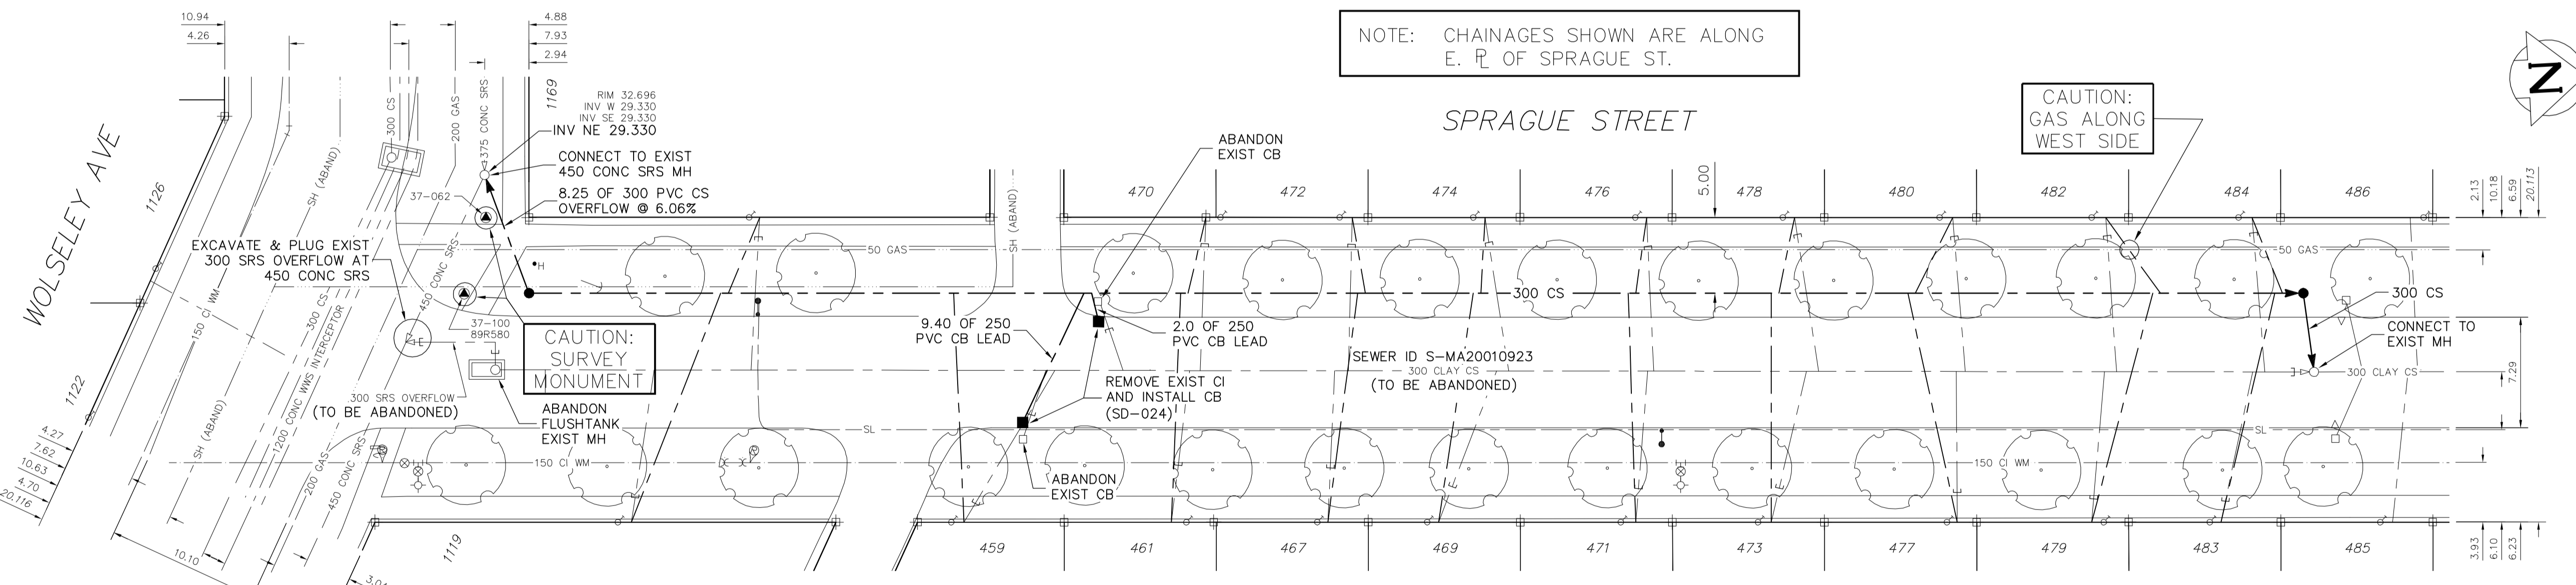 10.94
4.26
4.88
7.93
2.94
NOTE: CHAINAGES SHOWN ARE ALONG
E. ⅊ OF SPRAGUE ST.
N
CAUTION:
GAS ALONG
WEST SIDE
SPRAGUE STREET
WOLSELEY AVE
1126
1122
1169
1119
RIM 32.696
INV W 29.330
INV SE 29.330
INV NE 29.330
CONNECT TO EXIST
450 CONC SRS MH
8.25 OF 300 PVC CS
OVERFLOW @ 6.06%
37-062
300 CS
200 GAS
375 CONC SRS
SH (ABAND)
SH (ABAND)
ABANDON
EXIST CB
470
472
474
476
478
480
482
484
486
5.00
2.13
10.18
6.59
20.113
EXCAVATE & PLUG EXIST
300 SRS OVERFLOW AT
450 CONC SRS
450 CONC SRS
H
50 GAS
50 GAS
300 CS
300 CS
CONNECT TO
EXIST MH
150 CI WM
300 CS
1200 CONC WWS INTERCEPTOR
37-100
89R580
E
CAUTION:
SURVEY
MONUMENT
9.40 OF 250
PVC CB LEAD
2.0 OF 250
PVC CB LEAD
SEWER ID S-MA20010923
300 CLAY CS
(TO BE ABANDONED)
300 CLAY CS
7.29
REMOVE EXIST CI
AND INSTALL CB
(SD-024)
300 SRS OVERFLOW
(TO BE ABANDONED)
ABANDON
FLUSHTANK
EXIST MH
SH (ABAND)
200 GAS
450 CONC SRS
SL
SL
150 CI WM
150 CI WM
ABANDON
EXIST CB
4.27
7.62
10.63
4.70
20.116
10.10
459
461
467
469
471
473
477
479
483
485
3.93
6.10
6.23